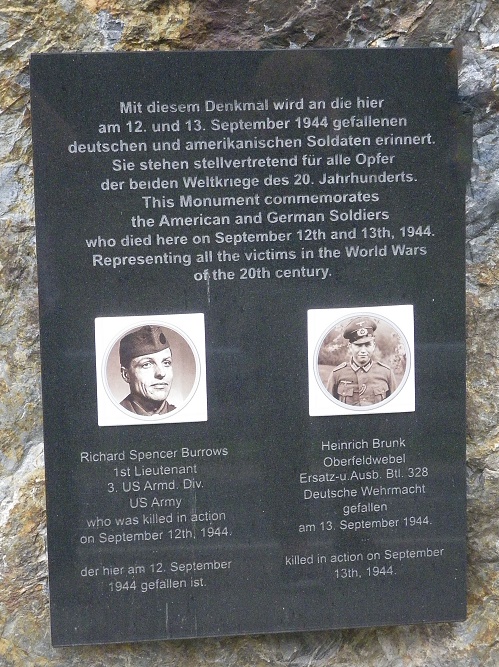 Mit diesem Denkmal wird an die hier
am 12. und 13. September 1944 gefallenen
deutschen und amerikanischen Soldaten erinnert.
Sie stehen stellvertretend für alle Opfer
der beiden Weltkriege des 20. Jahrhunderts.
This Monument commemorates
the American and German Soldiers
who died here on September 12th and 13th, 1944.
Representing all the victims in the World Wars
of the 20th century.
Richard Spencer Burrows
1st Lieutenant
3. US Armd. Div.
US Army
who was killed in action
on September 12th, 1944.
der hier am 12. September
1944 gefallen ist.
Heinrich Brunk
Oberfeldwebel
Ersatz-u.Ausb. Btl. 328
Deutsche Wehrmacht
gefallen
am 13. September 1944.
killed in action on September
13th, 1944.